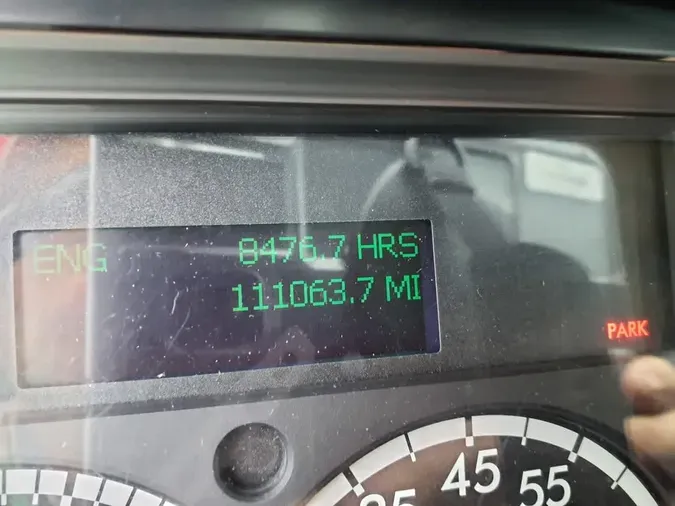 ENG 8476.7 HRS
111063.7 MI
PARK
45 55